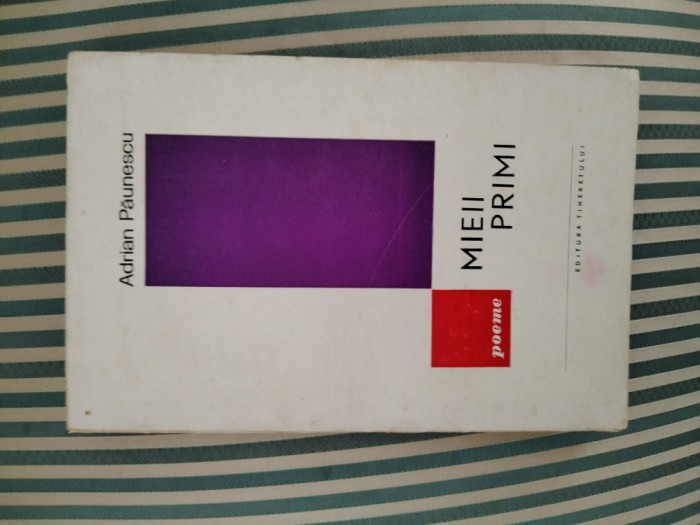 Adrian Păunescu
MIEII
PRIMI
poeme
EDITURA TINERETULUI